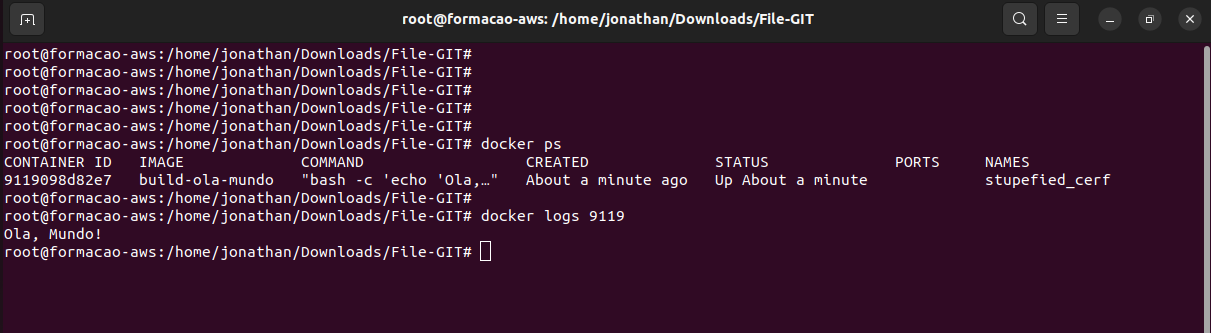 root@formacao-aws: /home/jonathan/Downloads/File-GIT
root@formacao-aws:/home/jonathan/Downloads/File-GIT#
root@formacao-aws:/home/jonathan/Downloads/File-GIT#
root@formacao-aws:/home/jonathan/Downloads/File-GIT#
root@formacao-aws:/home/jonathan/Downloads/File-GIT#
root@formacao-aws:/home/jonathan/Downloads/File-GIT#
root@formacao-aws:/home/jonathan/Downloads/File-GIT# docker ps
CONTAINER ID   IMAGE             COMMAND                  CREATED              STATUS              PORTS     NAMES
9119098d82e7   build-ola-mundo   "bash -c 'echo 'Ola,…"   About a minute ago   Up About a minute             stupefied_cerf
root@formacao-aws:/home/jonathan/Downloads/File-GIT#
root@formacao-aws:/home/jonathan/Downloads/File-GIT# docker logs 9119
Ola, Mundo!
root@formacao-aws:/home/jonathan/Downloads/File-GIT#